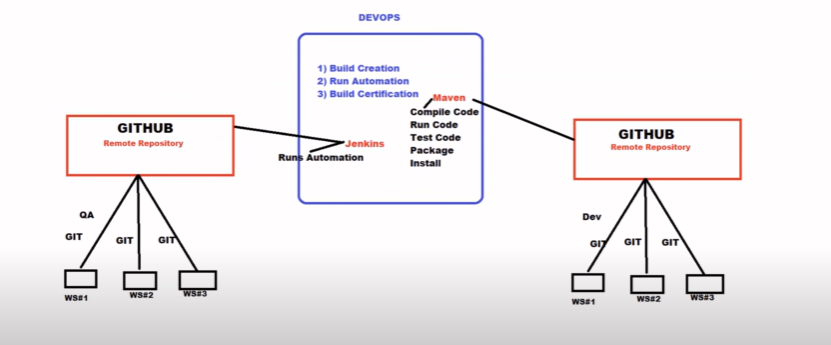 DEVOPS
1) Build Creation
2) Run Automation
3) Build Certification
Maven
Compile Code
Run Code
Test Code
Package
Install
Jenkins
Runs Automation
GITHUB
Remote Repository
QA
GIT
GIT
GIT
WS#1
WS#2
WS#3
GITHUB
Remote Repository
Dev
GIT
GIT
GIT
WS#1
WS#2
WS#3